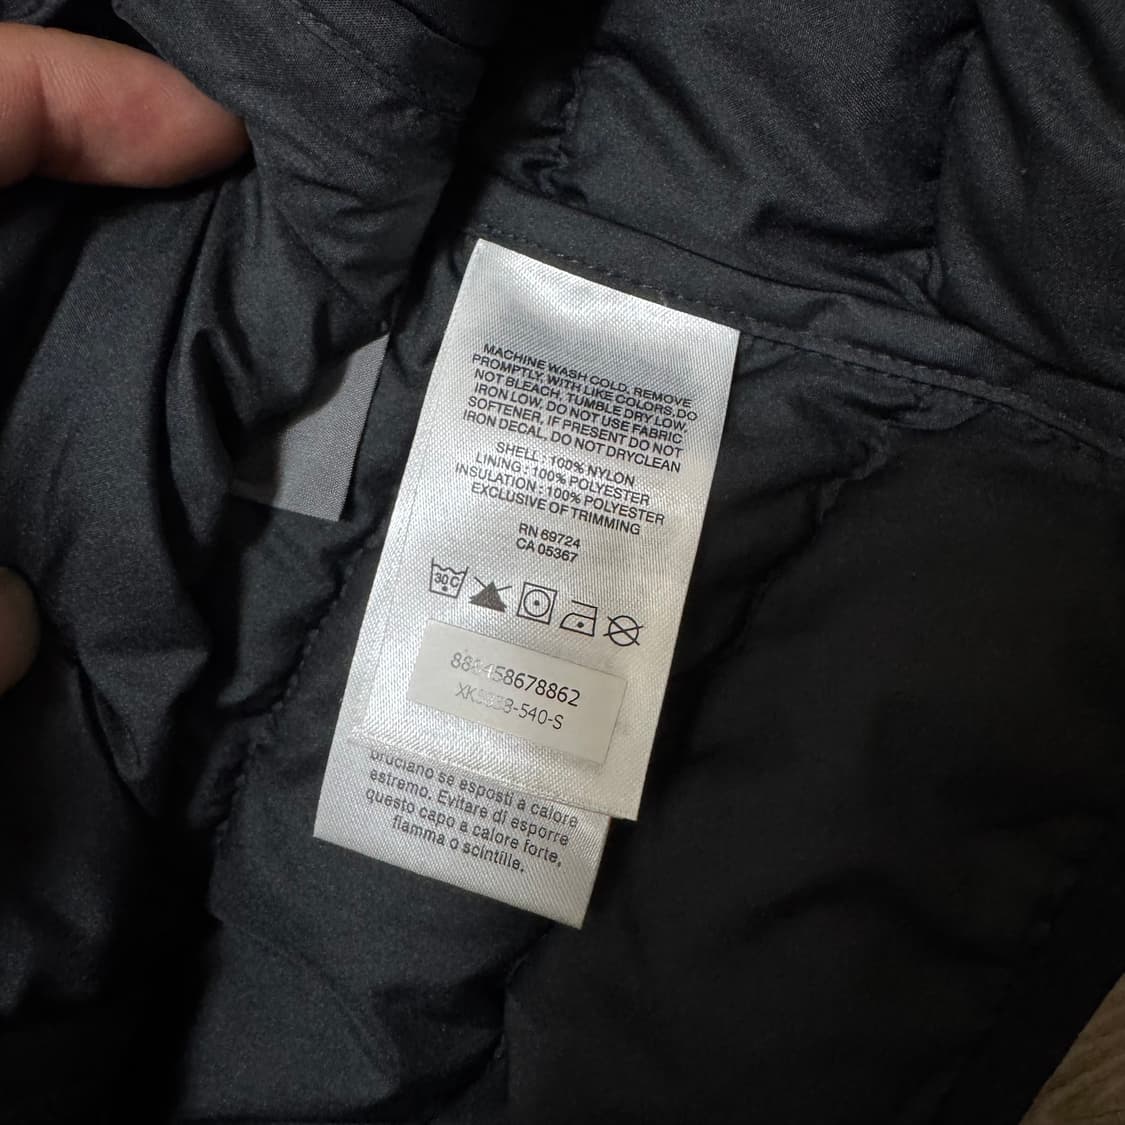 MACHINE WASH COLD. REMOVE
PROMPTLY. WITH LIKE COLORS, DO
NOT BLEACH, TUMBLE DRY LOW,
IRON LOW, DO NOT USE FABRIC
SOFTENER, IF PRESENT DO NOT
IRON DECAL, DO NOT DRYCLEAN
SHELL : 100% NYLON
LINING : 100% POLYESTER
INSULATION : 100% POLYESTER
EXCLUSIVE OF TRIMMING
RN 69724
CA 05367
30 C
bruciano se esposti a calore
estremo. Evitare di esporre
questo capo a calore forte,
fiamma o scintille.